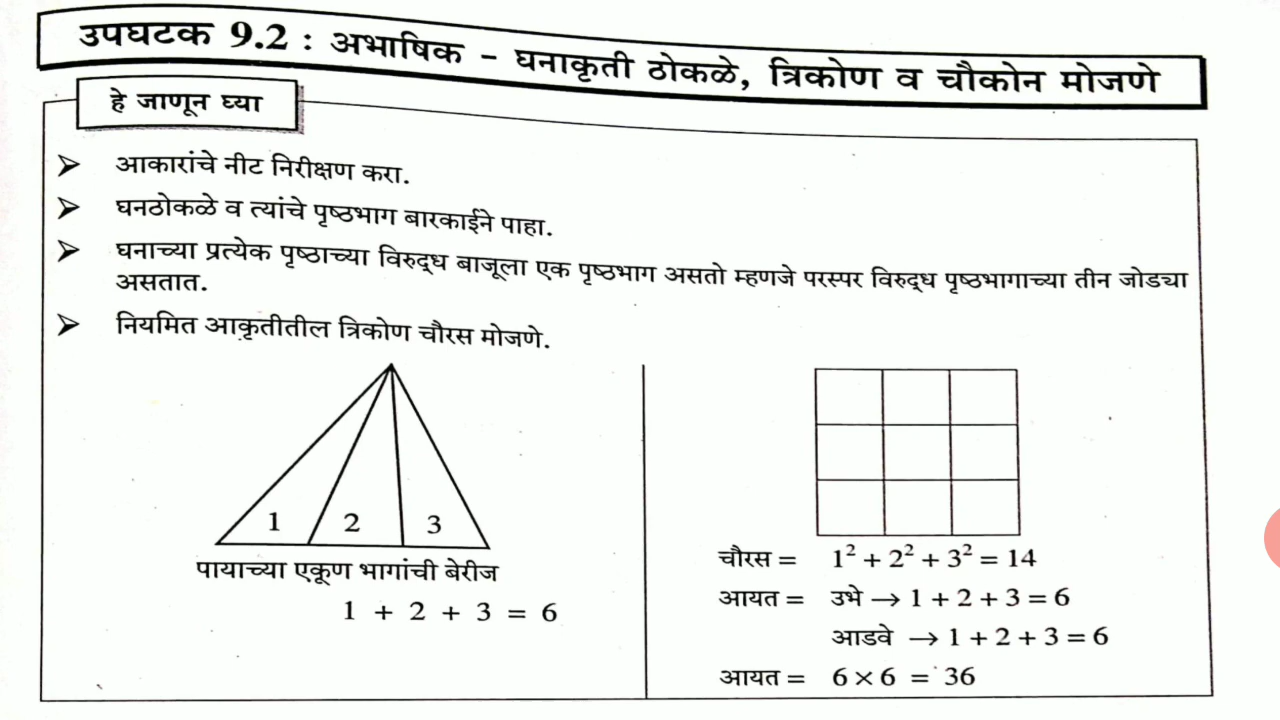 उपघटक 9.2 : अभाषिक - घनाकृती ठोकळे, त्रिकोण व चौकोन मोजणे
हे जाणून घ्या
➤ आकारांचे नीट निरीक्षण करा.
➤ घनठोकळे व त्यांचे पृष्ठभाग बारकाईने पाहा.
➤ घनाच्या प्रत्येक पृष्ठाच्या विरुद्ध बाजूला एक पृष्ठभाग असतो म्हणजे परस्पर विरुद्ध पृष्ठभागाच्या तीन जोड्या
असतात.
➤ नियमित आकृतीतील त्रिकोण चौरस मोजणे.
1 2 3
पायाच्या एकूण भागांची बेरीज
1 + 2 + 3 = 6
चौरस = 1² + 2² + 3² = 14
आयत = उभे → 1 + 2 + 3 = 6
आडवे → 1 + 2 + 3 = 6
आयत = 6 × 6 = 36